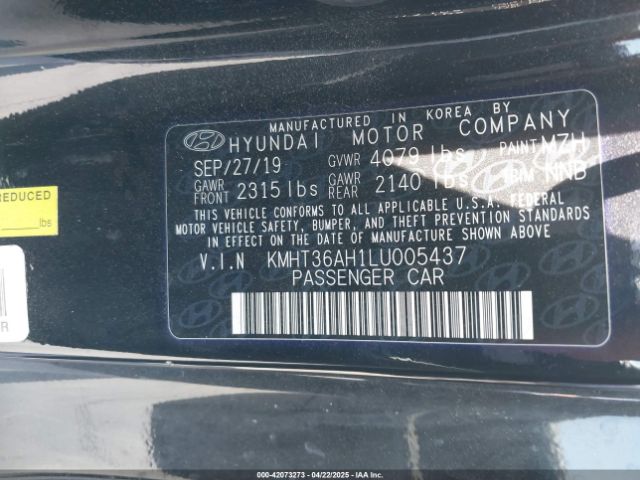 MANUFACTURED IN KOREA BY
HYUNDAI MOTOR COMPANY
SEP/27/19 GVWR 4079 lbs PAINT MZH
GAWR FRONT 2315 lbs GAWR REAR 2140 lbs TRIM NNB
THIS VEHICLE CONFORMS TO ALL APPLICABLE U.S.A. FEDERAL
MOTOR VEHICLE SAFETY, BUMPER, AND THEFT PREVENTION STANDARDS
IN EFFECT ON THE DATE OF MANUFACTURE SHOWN ABOVE.
V.I.N KMHT36AH1LU005437
PASSENGER CAR
REDUCED
lbs
R
000-42073273 - 04/22/2025 - WWW.IAAI.COM